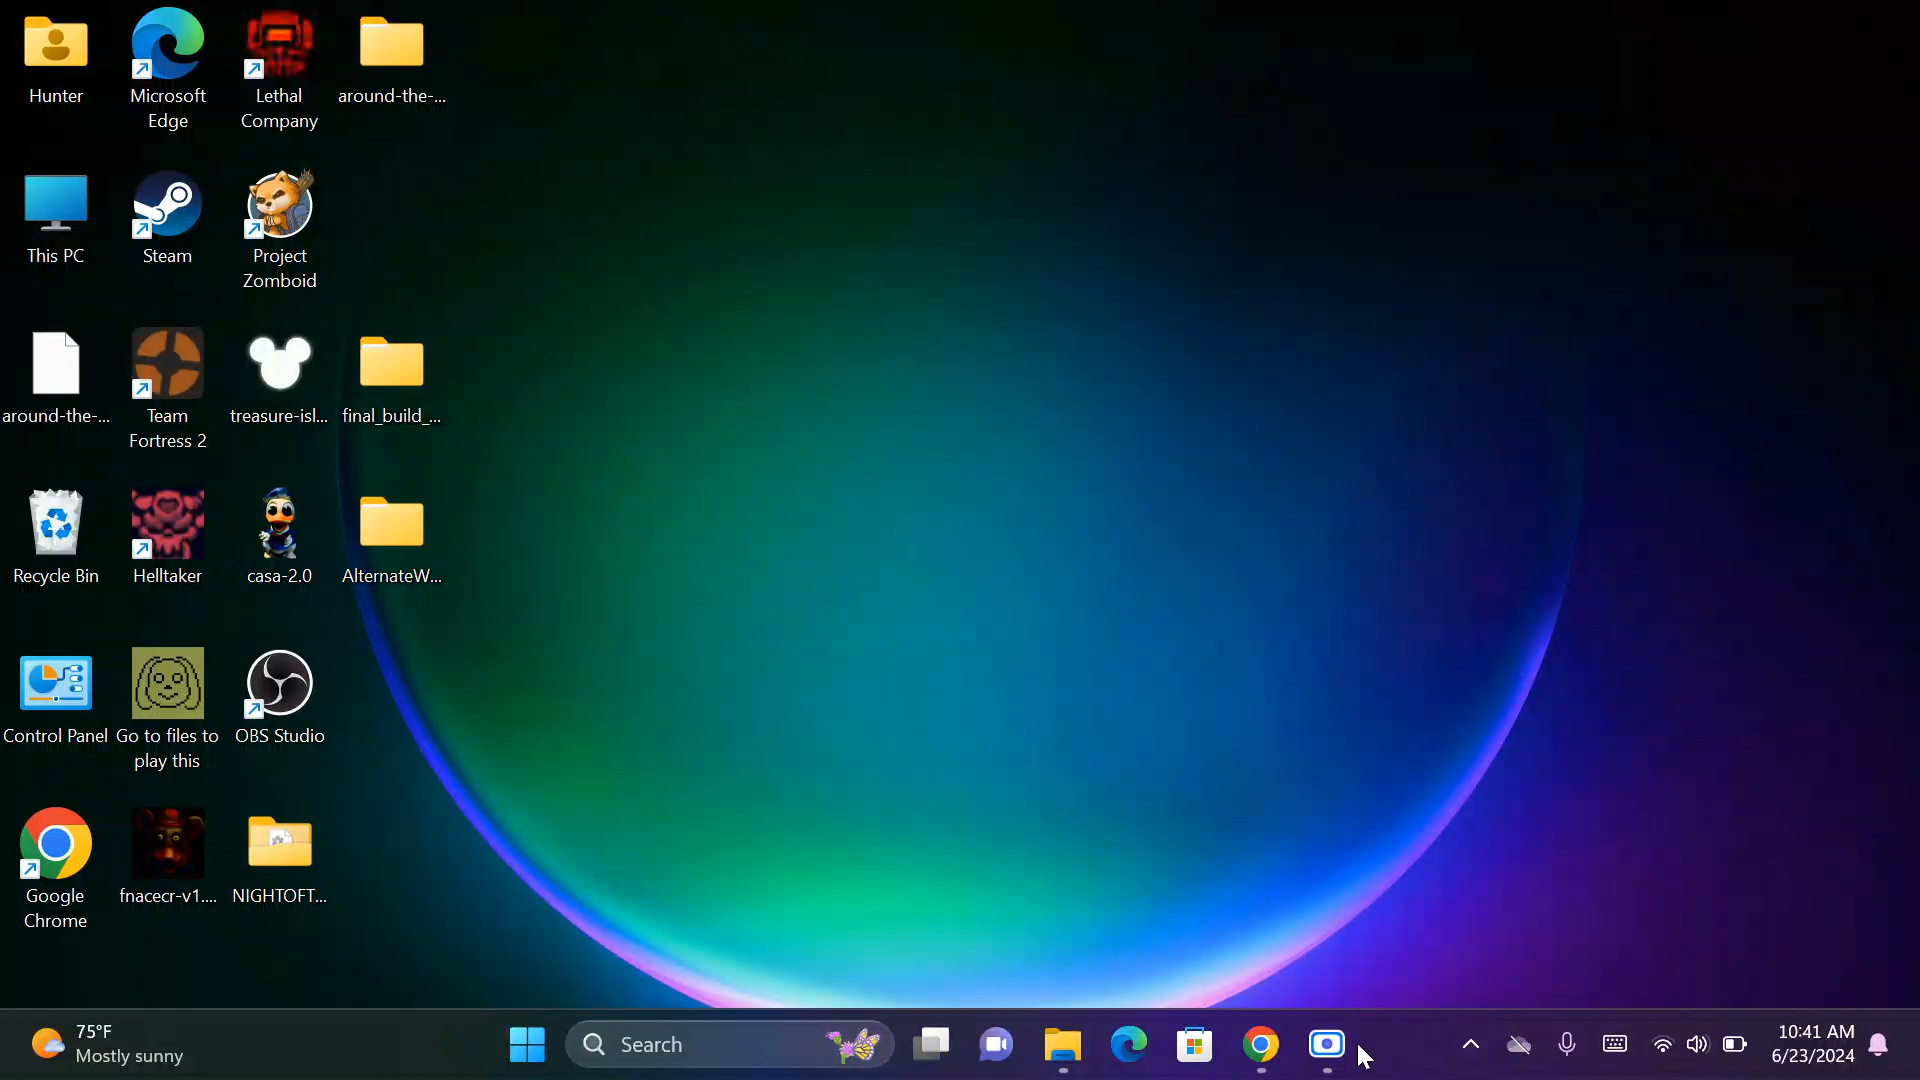 Hunter
Microsoft
Edge
Lethal
Company
around-the-...
This PC
Steam
Project
Zomboid
around-the-...
Team
Fortress 2
treasure-isl...
final_build_...
Recycle Bin
Helltaker
casa-2.0
AlternateW...
Control Panel
Go to files to
play this
OBS Studio
Google
Chrome
fnacecr-v1....
NIGHTOFT...
75°F
Mostly sunny
Search
10:41 AM
6/23/2024